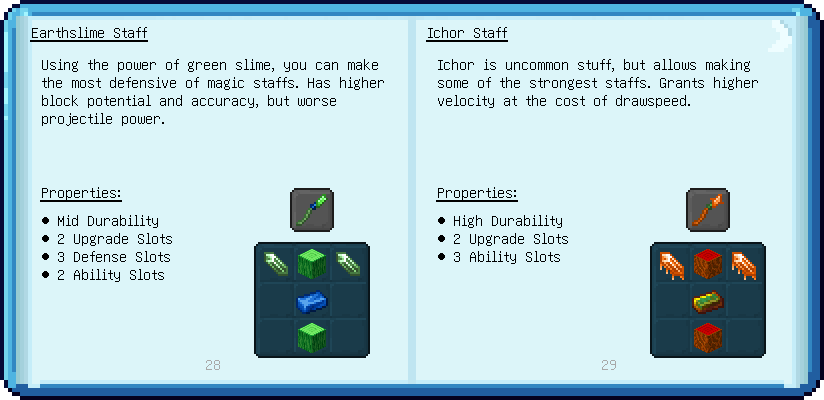 Earthslime Staff
Using the power of green slime, you can make
the most defensive of magic staffs. Has higher
block potential and accuracy, but worse
projectile power.
Properties:
● Mid Durability
● 2 Upgrade Slots
● 3 Defense Slots
● 2 Ability Slots
28
Ichor Staff
Ichor is uncommon stuff, but allows making
some of the strongest staffs. Grants higher
velocity at the cost of drawspeed.
Properties:
● High Durability
● 2 Upgrade Slots
● 3 Ability Slots
29